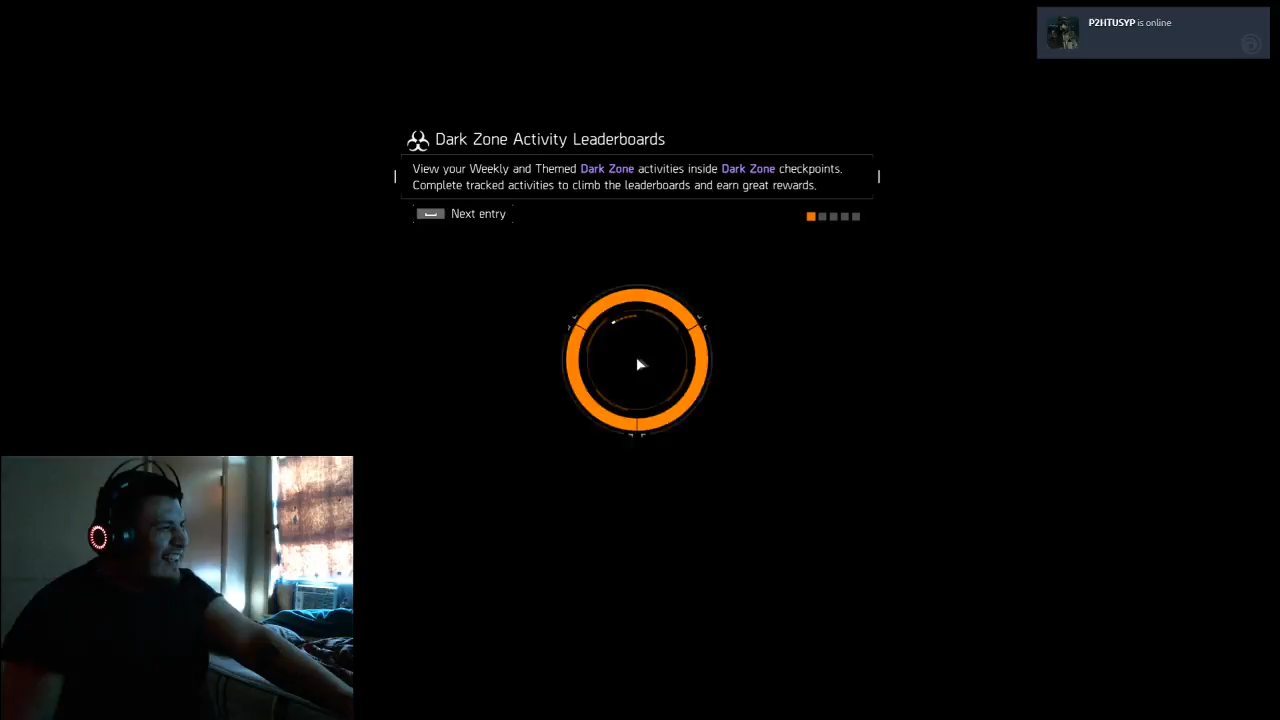 P2HTUSYP is online
Dark Zone Activity Leaderboards
View your Weekly and Themed Dark Zone activities inside Dark Zone checkpoints.
Complete tracked activities to climb the leaderboards and earn great rewards.
Next entry